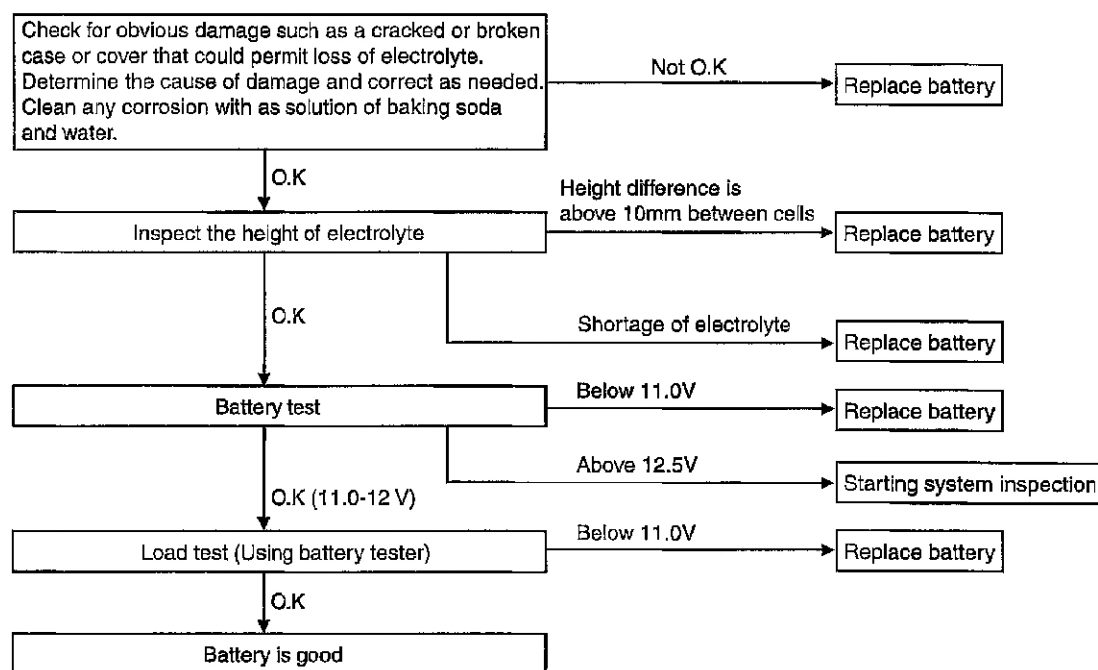 Check for obvious damage such as a cracked or broken
case or cover that could permit loss of electrolyte.
Determine the cause of damage and correct as needed.
Clean any corrosion with as solution of baking soda
and water.
Not O.K
Replace battery
O.K
Height difference is
above 10mm between cells
Inspect the height of electrolyte
Replace battery
O.K
Shortage of electrolyte
Replace battery
Battery test
Below 11.0V
Replace battery
Above 12.5V
Starting system inspection
O.K (11.0-12 V)
Load test (Using battery tester)
Below 11.0V
Replace battery
O.K
Battery is good